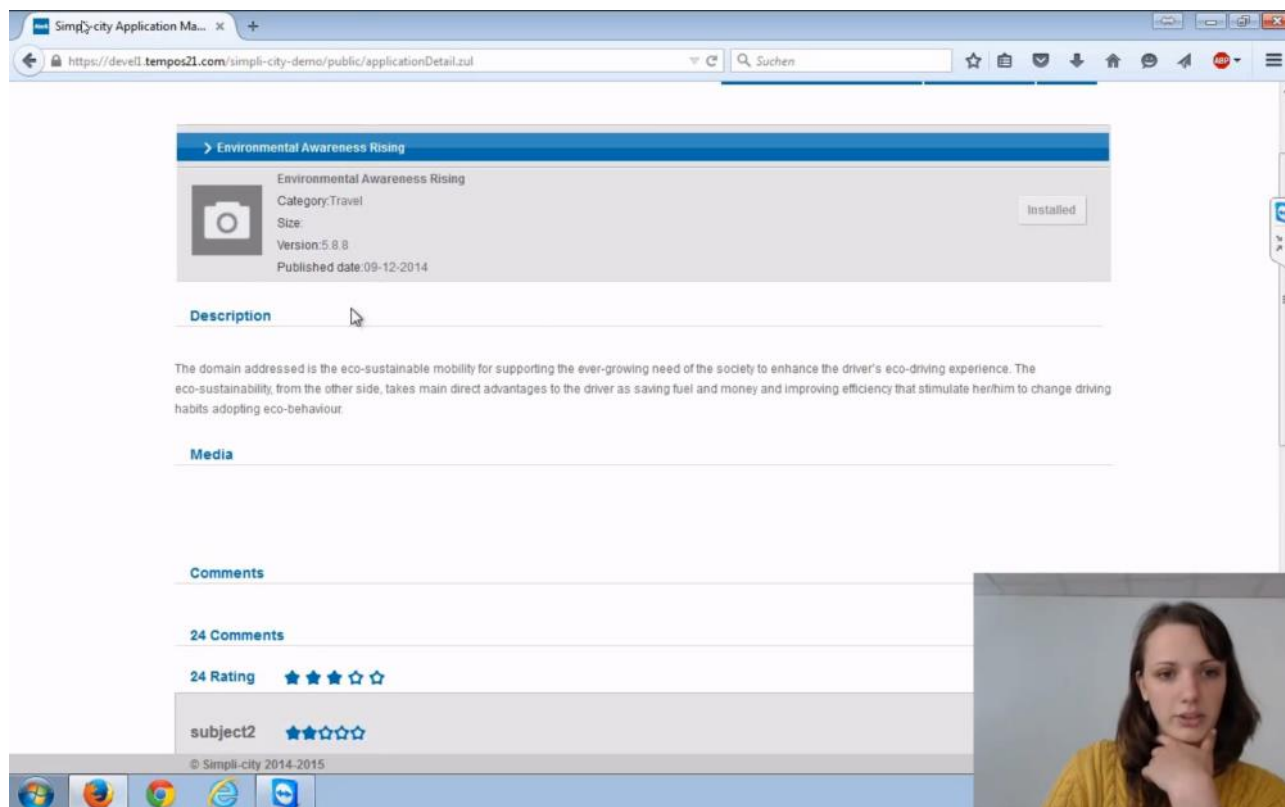 Simpli-city Application Ma...
https://devel1.tempos21.com/simpli-city-demo/public/applicationDetail.zul
Suchen
ABP
Environmental Awareness Rising
Environmental Awareness Rising
Category:Travel
Size:
Installed
Version:5.8.8
Published date:09-12-2014
Description
The domain addressed is the eco-sustainable mobility for supporting the ever-growing need of the society to enhance the driver's eco-driving experience. The
eco-sustainability, from the other side, takes main direct advantages to the driver as saving fuel and money and improving efficiency that stimulate her/him to change driving
habits adopting eco-behaviour.
Media
Comments
24 Comments
24 Rating
subject2
© Simpli-city 2014-2015